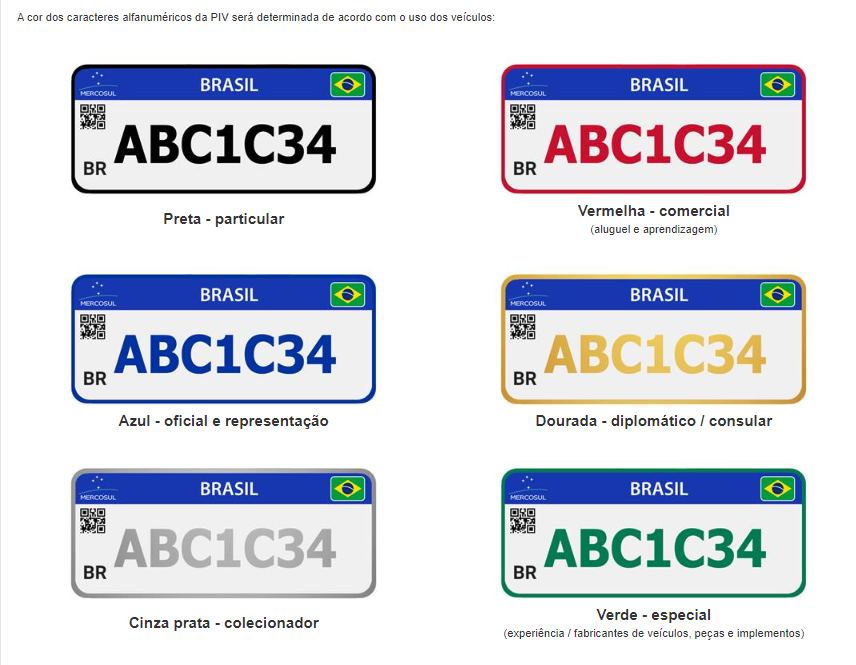 A cor dos caracteres alfanuméricos da PIV será determinada de acordo com o uso dos veículos:
MERCOSUL
BRASIL
ABC1C34
BR
Preta - particular
MERCOSUL
BRASIL
ABC1C34
BR
Vermelha - comercial
(aluguel e aprendizagem)
MERCOSUL
BRASIL
ABC1C34
BR
Azul - oficial e representação
MERCOSUL
BRASIL
ABC1C34
BR
Dourada - diplomático / consular
MERCOSUL
BRASIL
ABC1C34
BR
Cinza prata - colecionador
MERCOSUL
BRASIL
ABC1C34
BR
Verde - especial
(experiência / fabricantes de veículos, peças e implementos)